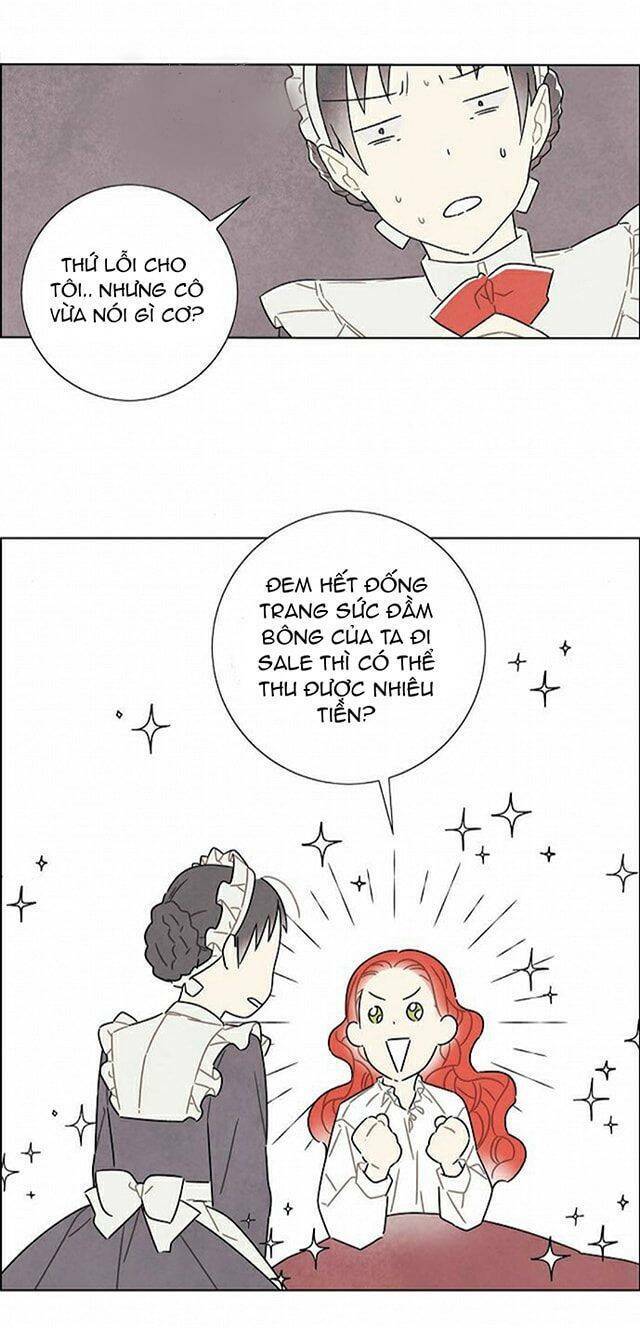 THỨ LỖI CHO
TÔI.. NHƯNG CÔ
VỪA NÓI GÌ CƠ?
ĐEM HẾT ĐỐNG
TRANG SỨC ĐẦM
BÔNG CỦA TA ĐI
SALE THÌ CÓ THỂ
THU ĐƯỢC NHIÊU
TIỀN?